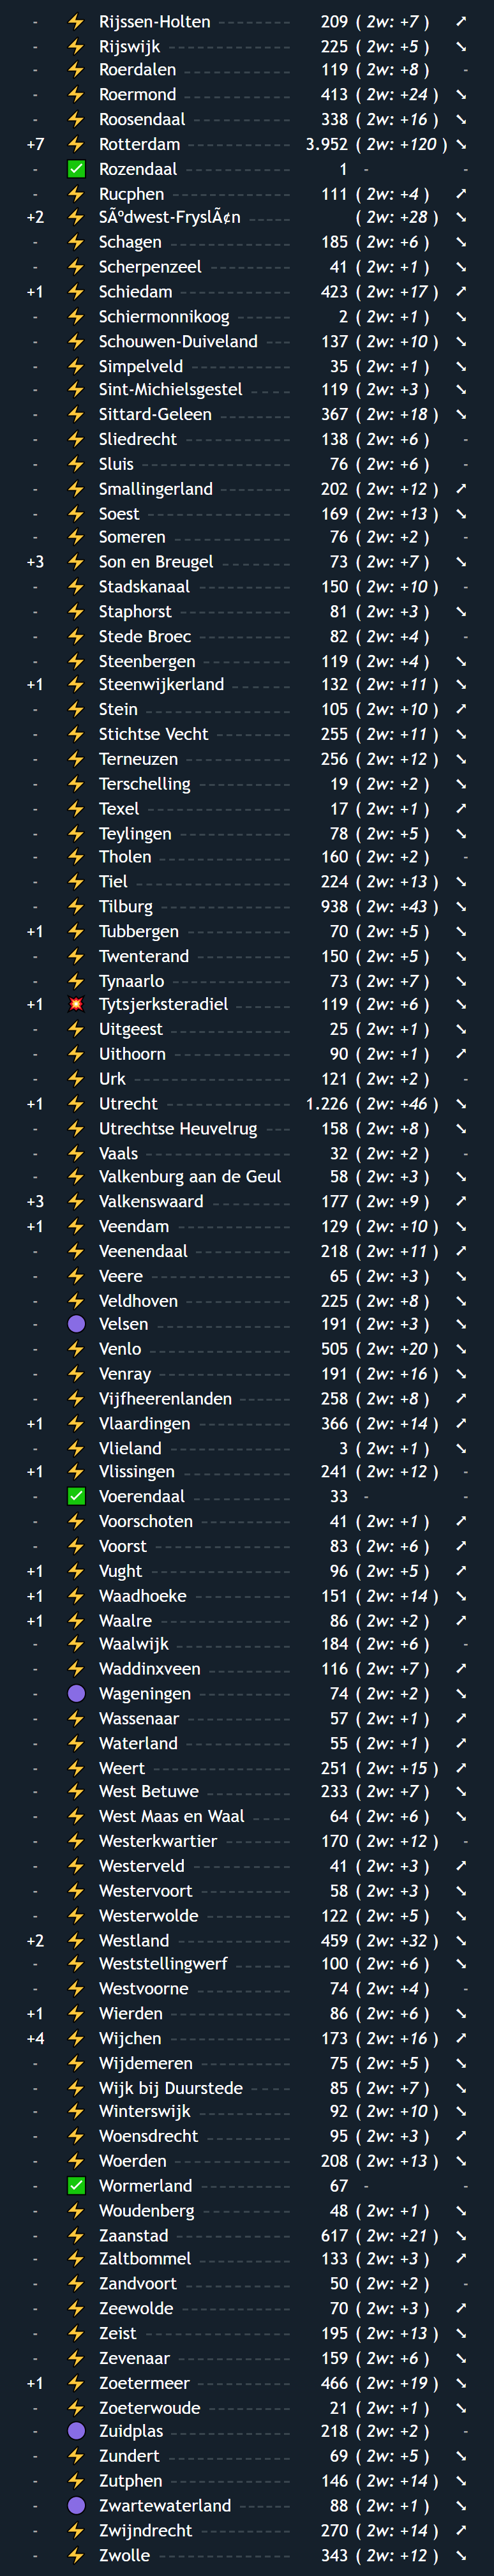 - ⚡ Rijssen-Holten ------- 209 ( 2w: +7 ) ⭎
- ⚡ Rijswijk ------- 225 ( 2w: +5 ) ⭏
- ⚡ Roerdalen ------- 119 ( 2w: +8 ) -
- ⚡ Roermond ------- 413 ( 2w: +24 ) ⭏
- ⚡ Roosendaal ------- 338 ( 2w: +16 ) ⭏
+7 ⚡ Rotterdam ------- 3.952 ( 2w: +120 ) ⭏
- ✅ Rozendaal ------- 1 - -
- ⚡ Rucphen ------- 111 ( 2w: +4 ) ⭎
+2 ⚡ SÃºdwest-FryslÃ¢n ---- ( 2w: +28 ) ⭏
- ⚡ Schagen ------- 185 ( 2w: +6 ) ⭏
- ⚡ Scherpenzeel ------- 41 ( 2w: +1 ) ⭏
+1 ⚡ Schiedam ------- 423 ( 2w: +17 ) ⭎
- ⚡ Schiermonnikoog ----- 2 ( 2w: +1 ) ⭏
- ⚡ Schouwen-Duiveland --- 137 ( 2w: +10 ) ⭏
- ⚡ Simpelveld ------- 35 ( 2w: +1 ) ⭏
- ⚡ Sint-Michielsgestel ---- 119 ( 2w: +3 ) ⭏
- ⚡ Sittard-Geleen ------- 367 ( 2w: +18 ) ⭏
- ⚡ Sliedrecht ------- 138 ( 2w: +6 ) -
- ⚡ Sluis ------- 76 ( 2w: +6 ) -
- ⚡ Smallingerland ------- 202 ( 2w: +12 ) ⭎
- ⚡ Soest ------- 169 ( 2w: +13 ) ⭏
- ⚡ Someren ------- 76 ( 2w: +2 ) -
+3 ⚡ Son en Breugel ------- 73 ( 2w: +7 ) ⭏
- ⚡ Stadskanaal ------- 150 ( 2w: +10 ) -
- ⚡ Staphorst ------- 81 ( 2w: +3 ) ⭏
- ⚡ Stede Broec ------- 82 ( 2w: +4 ) -
- ⚡ Steenbergen ------- 119 ( 2w: +4 ) ⭏
+1 ⚡ Steenwijkerland ------ 132 ( 2w: +11 ) ⭏
- ⚡ Stein ------- 105 ( 2w: +10 ) ⭎
- ⚡ Stichtse Vecht ------- 255 ( 2w: +11 ) ⭏
- ⚡ Terneuzen ------- 256 ( 2w: +12 ) ⭏
- ⚡ Terschelling ------- 19 ( 2w: +2 ) ⭏
- ⚡ Texel ------- 17 ( 2w: +1 ) ⭎
- ⚡ Teylingen ------- 78 ( 2w: +5 ) ⭏
- ⚡ Tholen ------- 160 ( 2w: +2 ) -
- ⚡ Tiel ------- 224 ( 2w: +13 ) ⭏
- ⚡ Tilburg ------- 938 ( 2w: +43 ) ⭏
+1 ⚡ Tubbergen ------- 70 ( 2w: +5 ) ⭏
- ⚡ Twenterand ------- 150 ( 2w: +5 ) ⭏
- ⚡ Tynaarlo ------- 73 ( 2w: +7 ) ⭏
+1 💥 Tytsjerksteradiel ----- 119 ( 2w: +6 ) ⭏
- ⚡ Uitgeest ------- 25 ( 2w: +1 ) ⭏
- ⚡ Uithoorn ------- 90 ( 2w: +1 ) ⭎
- ⚡ Urk ------- 121 ( 2w: +2 ) -
+1 ⚡ Utrecht ------- 1.226 ( 2w: +46 ) ⭏
- ⚡ Utrechtse Heuvelrug --- 158 ( 2w: +8 ) ⭏
- ⚡ Vaals ------- 32 ( 2w: +2 ) -
- ⚡ Valkenburg aan de Geul 58 ( 2w: +3 ) ⭏
+3 ⚡ Valkenswaard ------- 177 ( 2w: +9 ) ⭎
+1 ⚡ Veendam ------- 129 ( 2w: +10 ) ⭏
- ⚡ Veenendaal ------- 218 ( 2w: +11 ) ⭎
- ⚡ Veere ------- 65 ( 2w: +3 ) ⭏
- ⚡ Veldhoven ------- 225 ( 2w: +8 ) ⭏
- 🟣 Velsen ------- 191 ( 2w: +3 ) ⭏
- ⚡ Venlo ------- 505 ( 2w: +20 ) ⭏
- ⚡ Venray ------- 191 ( 2w: +16 ) ⭏
- ⚡ Vijfheerenlanden ----- 258 ( 2w: +8 ) ⭎
+1 ⚡ Vlaardingen ------- 366 ( 2w: +14 ) ⭎
- ⚡ Vlieland ------- 3 ( 2w: +1 ) ⭏
+1 ⚡ Vlissingen ------- 241 ( 2w: +12 ) -
- ✅ Voerendaal ------- 33 - -
- ⚡ Voorschoten ------- 41 ( 2w: +1 ) ⭎
- ⚡ Voorst ------- 83 ( 2w: +6 ) ⭎
+1 ⚡ Vught ------- 96 ( 2w: +5 ) ⭎
+1 ⚡ Waadhoeke ------- 151 ( 2w: +14 ) ⭏
+1 ⚡ Waalre ------- 86 ( 2w: +2 ) ⭎
- ⚡ Waalwijk ------- 184 ( 2w: +6 ) -
- ⚡ Waddinxveen ------- 116 ( 2w: +7 ) ⭎
- 🟣 Wageningen ------- 74 ( 2w: +2 ) ⭏
- ⚡ Wassenaar ------- 57 ( 2w: +1 ) ⭎
- ⚡ Waterland ------- 55 ( 2w: +1 ) ⭎
- ⚡ Weert ------- 251 ( 2w: +15 ) ⭎
- ⚡ West Betuwe ------- 233 ( 2w: +7 ) ⭏
- ⚡ West Maas en Waal ---- 64 ( 2w: +6 ) ⭏
- ⚡ Westerkwartier ------- 170 ( 2w: +12 ) -
- ⚡ Westerveld ------- 41 ( 2w: +3 ) ⭎
- ⚡ Westervoort ------- 58 ( 2w: +3 ) ⭏
- ⚡ Westerwolde ------- 122 ( 2w: +5 ) ⭏
+2 ⚡ Westland ------- 459 ( 2w: +32 ) ⭏
- ⚡ Weststellingwerf ------ 100 ( 2w: +6 ) ⭏
- ⚡ Westvoorne ------- 74 ( 2w: +4 ) -
+1 ⚡ Wierden ------- 86 ( 2w: +6 ) ⭏
+4 ⚡ Wijchen ------- 173 ( 2w: +16 ) ⭎
- ⚡ Wijdemeren ------- 75 ( 2w: +5 ) ⭏
- ⚡ Wijk bij Duurstede ---- 85 ( 2w: +7 ) ⭏
- ⚡ Winterswijk ------- 92 ( 2w: +10 ) ⭏
- ⚡ Woensdrecht ------- 95 ( 2w: +3 ) ⭎
- ⚡ Woerden ------- 208 ( 2w: +13 ) ⭏
- ✅ Wormerland ------- 67 - -
- ⚡ Woudenberg ------- 48 ( 2w: +1 ) ⭏
- ⚡ Zaanstad ------- 617 ( 2w: +21 ) ⭏
- ⚡ Zaltbommel ------- 133 ( 2w: +3 ) ⭎
- ⚡ Zandvoort ------- 50 ( 2w: +2 ) -
- ⚡ Zeewolde ------- 70 ( 2w: +3 ) ⭎
- ⚡ Zeist ------- 195 ( 2w: +13 ) ⭏
- ⚡ Zevenaar ------- 159 ( 2w: +6 ) ⭏
+1 ⚡ Zoetermeer ------- 466 ( 2w: +19 ) ⭏
- ⚡ Zoeterwoude ------- 21 ( 2w: +1 ) ⭏
- 🟣 Zuidplas ------- 218 ( 2w: +2 ) -
- ⚡ Zundert ------- 69 ( 2w: +5 ) ⭏
- ⚡ Zutphen ------- 146 ( 2w: +14 ) ⭏
- 🟣 Zwartewaterland ------ 88 ( 2w: +1 ) ⭏
- ⚡ Zwijndrecht ------- 270 ( 2w: +14 ) ⭎
- ⚡ Zwolle ------- 343 ( 2w: +12 ) ⭏